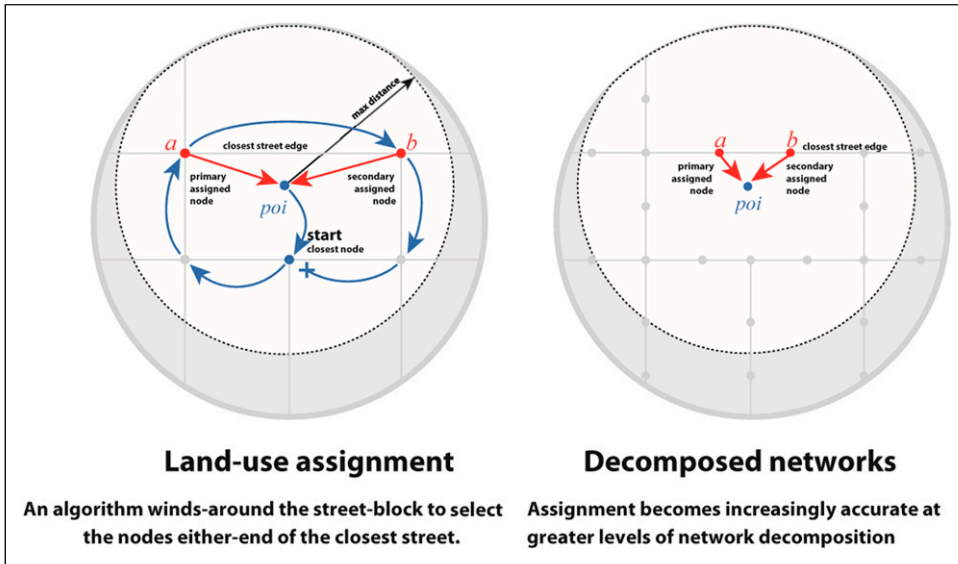 max distance
a
closest street edge
b
primary
assigned
node
secondary
assigned
node
poi
start
closest node
a
b
closest street edge
primary
assigned
node
secondary
assigned
node
poi
Land-use assignment
An algorithm winds-around the street-block to select
the nodes either-end of the closest street.
Decomposed networks
Assignment becomes increasingly accurate at
greater levels of network decomposition